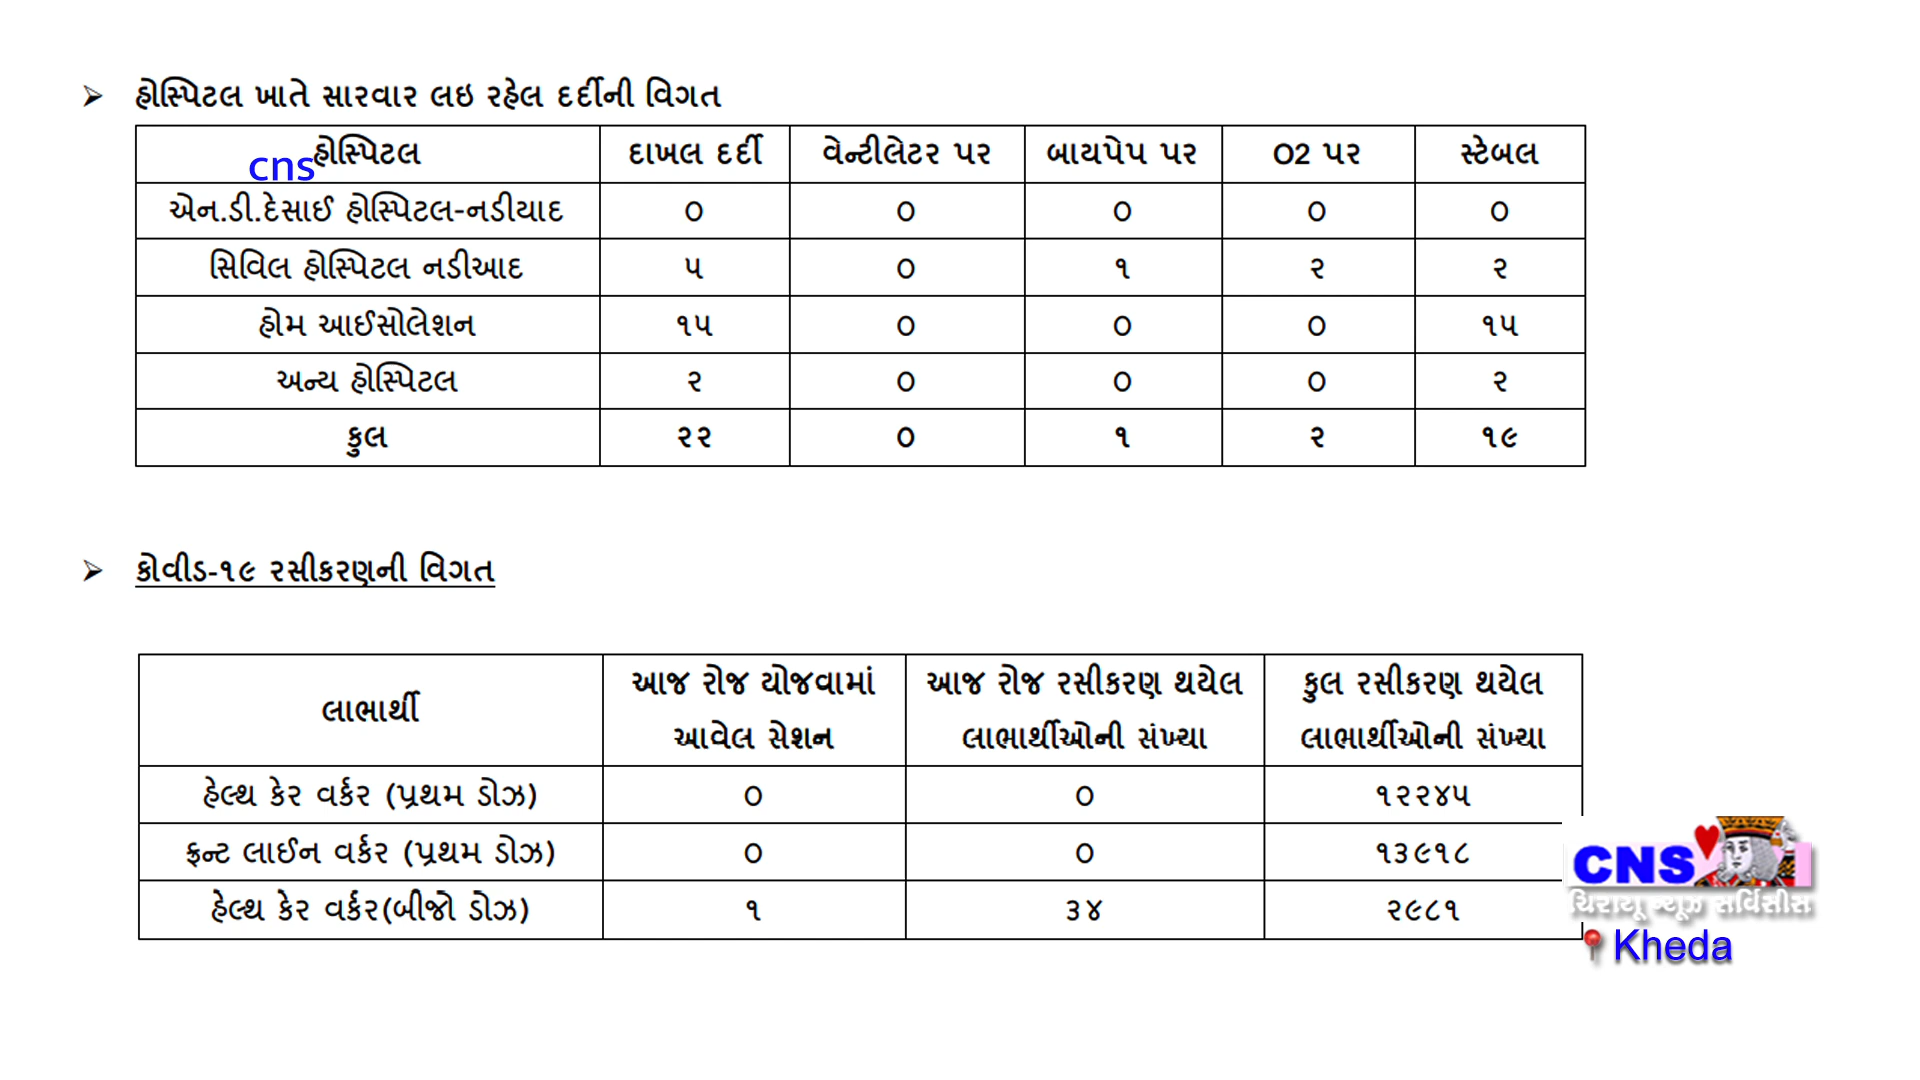 ➢ હોસ્પિટલ ખાતે સારવાર લઇ રહેલ દર્દીની વિગત
હોસ્પિટલ દાખલ દર્દી વેન્ટીલેટર પર બાયપેપ પર O2 પર સ્ટેબલ
cns
એન.ડી.દેસાઈ હોસ્પિટલ-નડીયાદ ૦ ૦ ૦ ૦ ૦
સિવિલ હોસ્પિટલ નડીઆદ ૫ ૦ ૧ ૨ ૨
હોમ આઈસોલેશન ૧૫ ૦ ૦ ૦ ૧૫
અન્ય હોસ્પિટલ ૨ ૦ ૦ ૦ ૨
કુલ ૨૨ ૦ ૧ ૨ ૧૯
➢ કોવીડ-૧૯ રસીકરણની વિગત
લાભાર્થી
આજ રોજ યોજવામાં
આવેલ સેશન
આજ રોજ રસીકરણ થયેલ
લાભાર્થીઓની સંખ્યા
કુલ રસીકરણ થયેલ
લાભાર્થીઓની સંખ્યા
હેલ્થ કેર વર્કર (પ્રથમ ડોઝ) ૦ ૦ ૧૨૨૪૫
ફ્રન્ટ લાઈન વર્કર (પ્રથમ ડોઝ) ૦ ૦ ૧૩૯૧૮
હેલ્થ કેર વર્કર(બીજો ડોઝ) ૧ ૩૪ ૨૯૮૧
CNS
ચિરાયૂ ન્યૂઝ સર્વિસીસ
Kheda